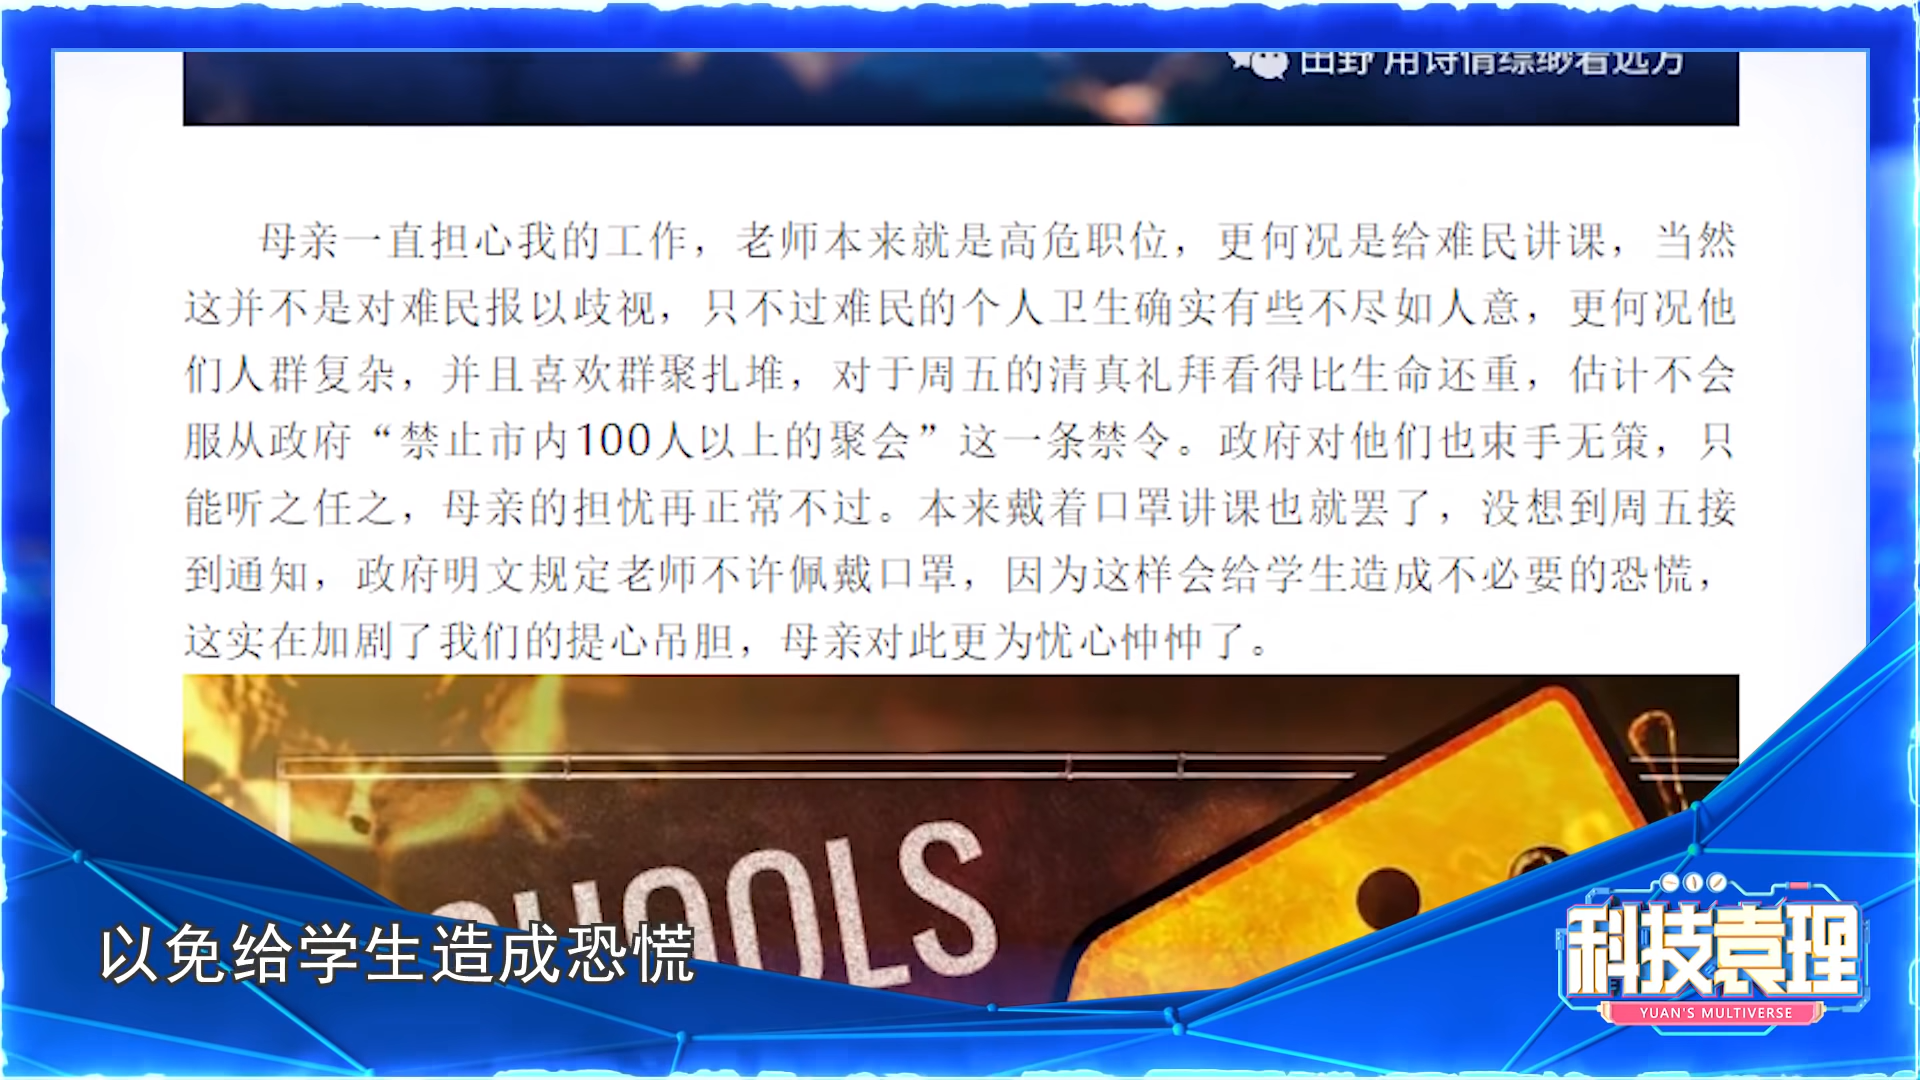 田野 用诗情缤纷着远方
母亲一直担心我的工作，老师本来就是高危职位，更何况是给难民讲课，当然
这并不是对难民报以歧视，只不过难民的个人卫生确实有些不尽如人意，更何况他
们人群复杂，并且喜欢群聚扎堆，对于周五的清真礼拜看得比生命还重，估计不会
服从政府“禁止市内100人以上的聚会”这一条禁令。政府对他们也束手无策，只
能听之任之，母亲的担忧再正常不过。本来戴着口罩讲课也就罢了，没想到周五接
到通知，政府明文规定老师不许佩戴口罩，因为这样会给学生造成不必要的恐慌，
这实在加剧了我们的提心吊胆，母亲对此更为忧心忡忡了。
HOOLS
以免给学生造成恐慌
科技袁理
YUAN'S MULTIVERSE